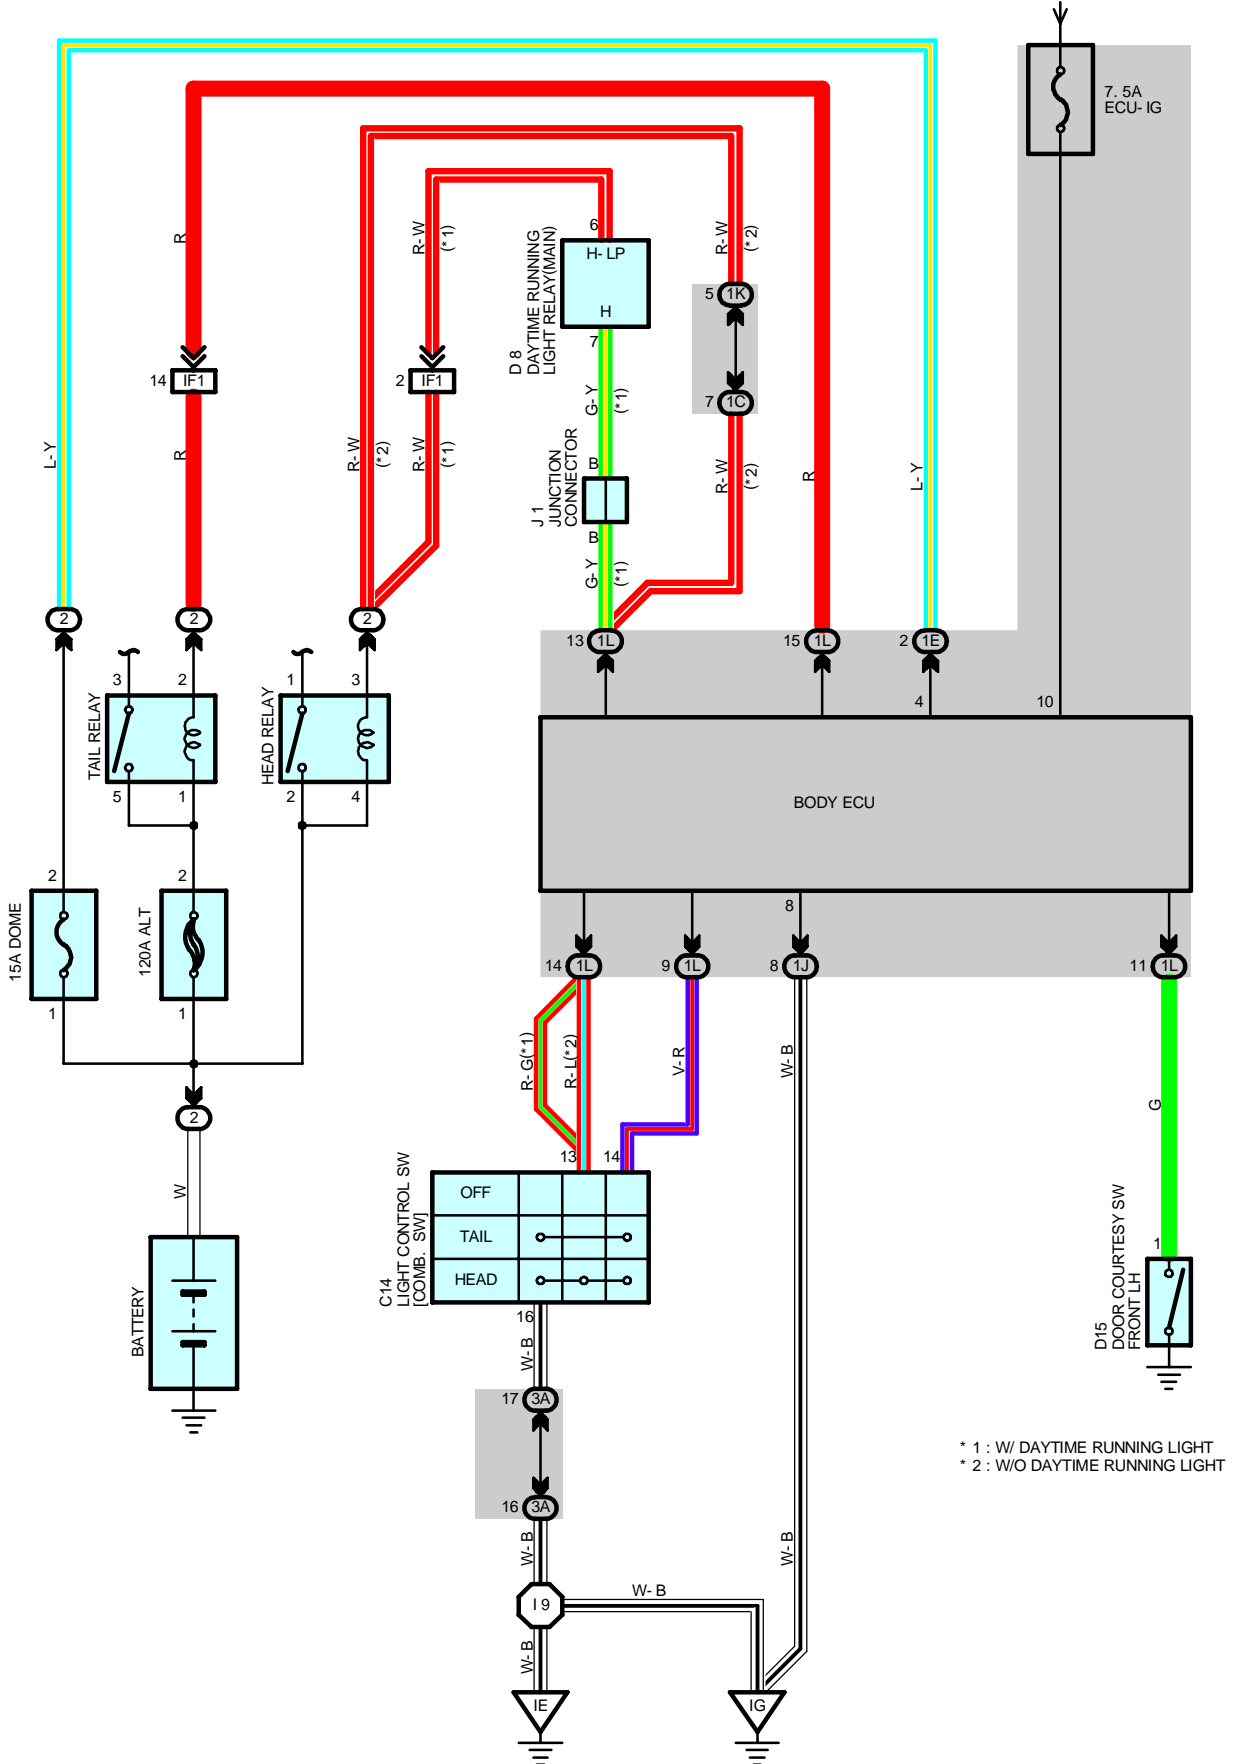 7. 5A
ECU- IG
R
R- W
(* 1)
6
H- LP
H
7
D 8
DAYTIME RUNNING
LIGHT RELAY(MAIN)
R- W
(* 2)
5
1K
7
1C
14
IF1
2
IF1
L- Y
R
R- W
(* 2)
R- W
(* 1)
G- Y
(* 1)
B
J 1
JUNCTION
CONNECTOR
B
G- Y
(* 1)
R- W
(* 2)
R
L- Y
2
2
2
13
1L
15
1L
2
1E
3
2
TAIL RELAY
5
1
1
3
HEAD RELAY
2
4
4
10
BODY ECU
2
15A DOME
1
2
120A ALT
1
8
14
1L
9
1L
8
1J
11
1L
2
W
BATTERY
R- G(* 1)
R- L(* 2)
V- R
W- B
G
13
14
C14
LIGHT CONTROL SW
[COMB. SW]
OFF
TAIL
HEAD
16
W- B
17
3A
16
3A
W- B
I 9
W- B
W- B
W- B
IE
IG
1
D15
DOOR COURTESY SW
FRONT LH
* 1 : W/ DAYTIME RUNNING LIGHT
* 2 : W/O DAYTIME RUNNING LIGHT